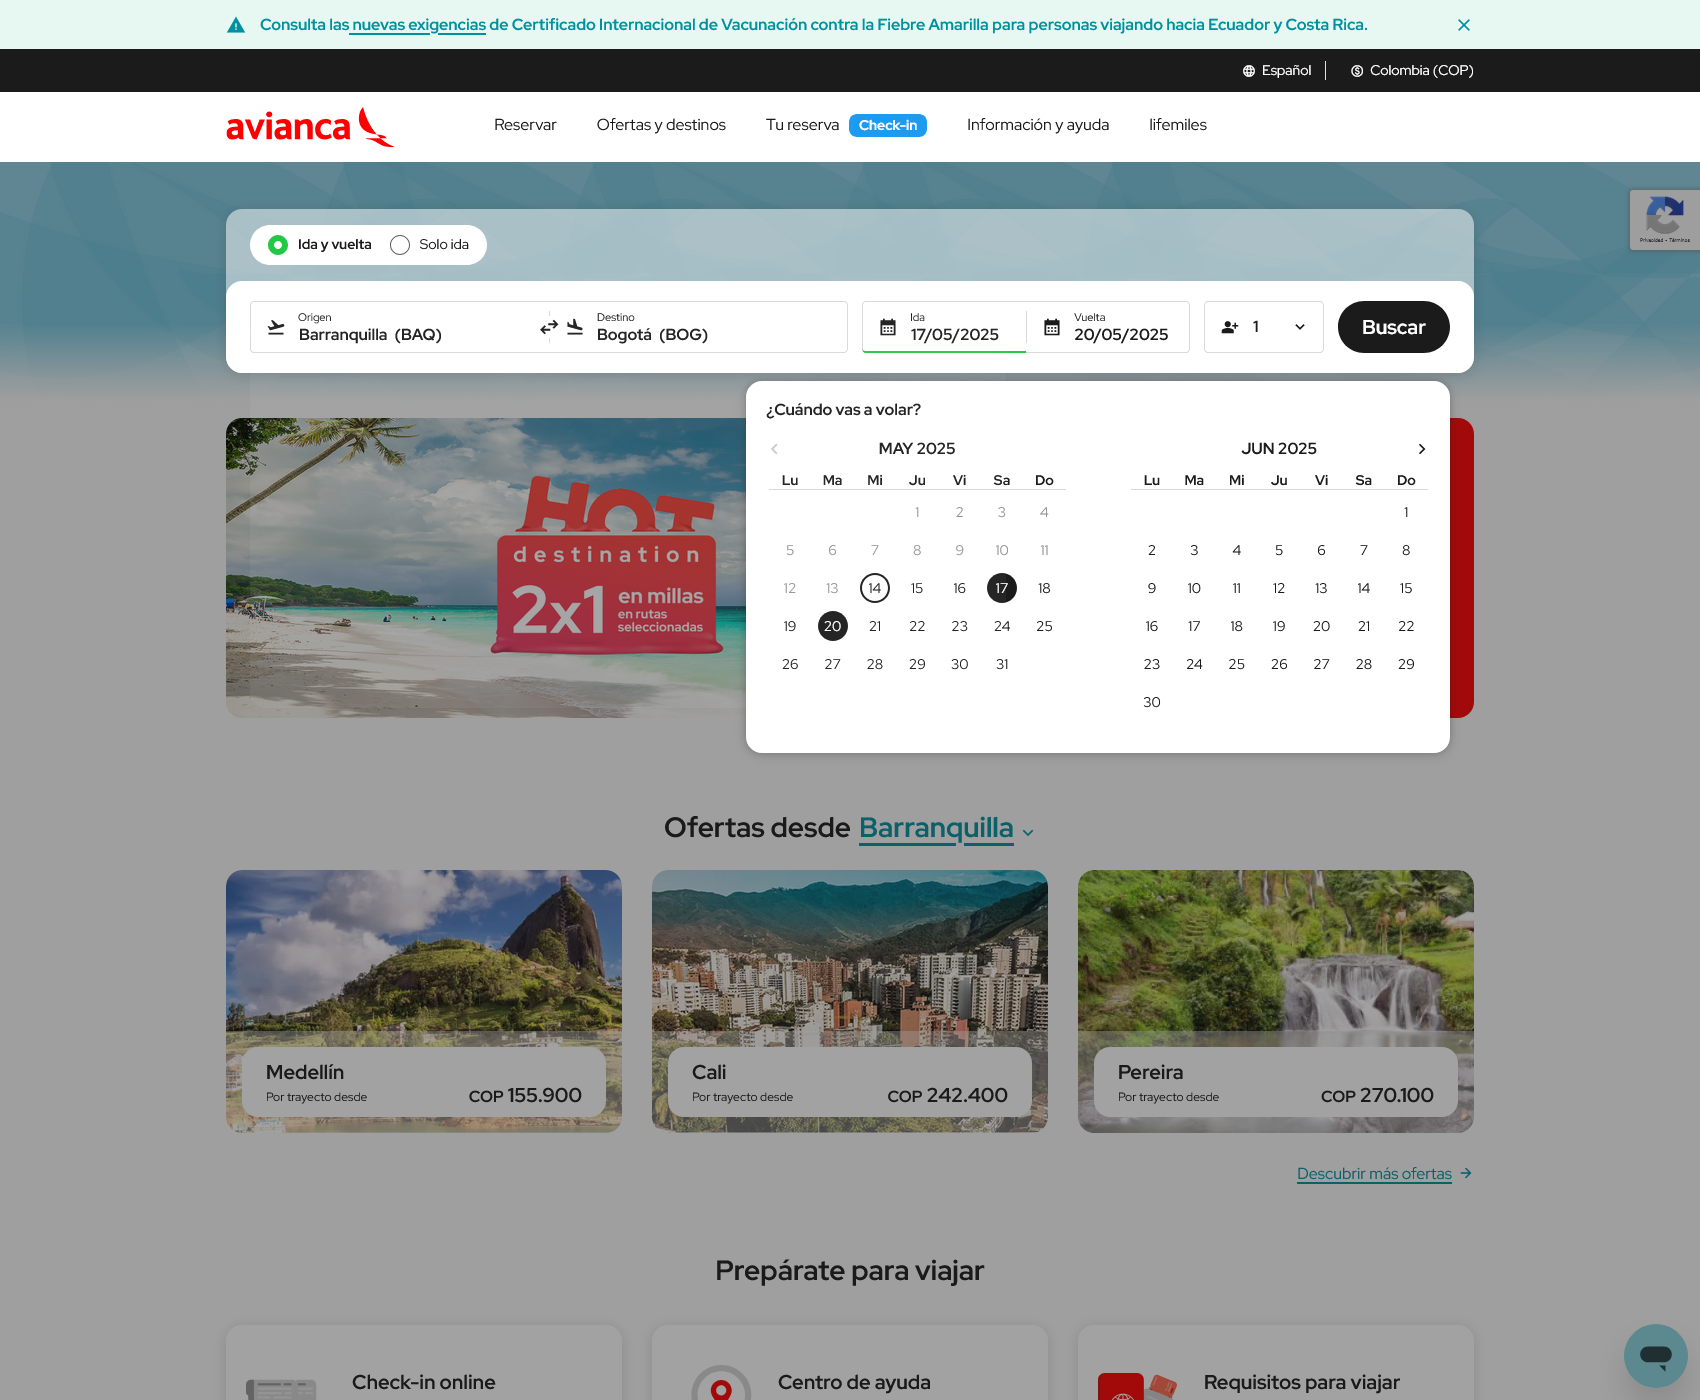 Consulta las nuevas exigencias de Certificado Internacional de Vacunación contra la Fiebre Amarilla para personas viajando hacia Ecuador y Costa Rica.
Español
Colombia (COP)
avianca
Reservar
Ofertas y destinos
Tu reserva
Check-in
Información y ayuda
lifemiles
Privacidad - Términos
Ida y vuelta
Solo ida
Origen
Barranquilla (BAQ)
Destino
Bogotá (BOG)
Ida
17/05/2025
Vuelta
20/05/2025
1
Buscar
¿Cuándo vas a volar?
MAY 2025
Lu Ma Mi Ju Vi Sa Do
1 2 3 4
5 6 7 8 9 10 11
12 13 14 15 16 17 18
19 20 21 22 23 24 25
26 27 28 29 30 31
JUN 2025
Lu Ma Mi Ju Vi Sa Do
1
2 3 4 5 6 7 8
9 10 11 12 13 14 15
16 17 18 19 20 21 22
23 24 25 26 27 28 29
30
HOT
destination
2x1 en millas
en rutas
seleccionadas
Ofertas desde Barranquilla
Medellín
Por trayecto desde
COP 155.900
Cali
Por trayecto desde
COP 242.400
Pereira
Por trayecto desde
COP 270.100
Descubrir más ofertas
Prepárate para viajar
Check-in online
Centro de ayuda
Requisitos para viajar